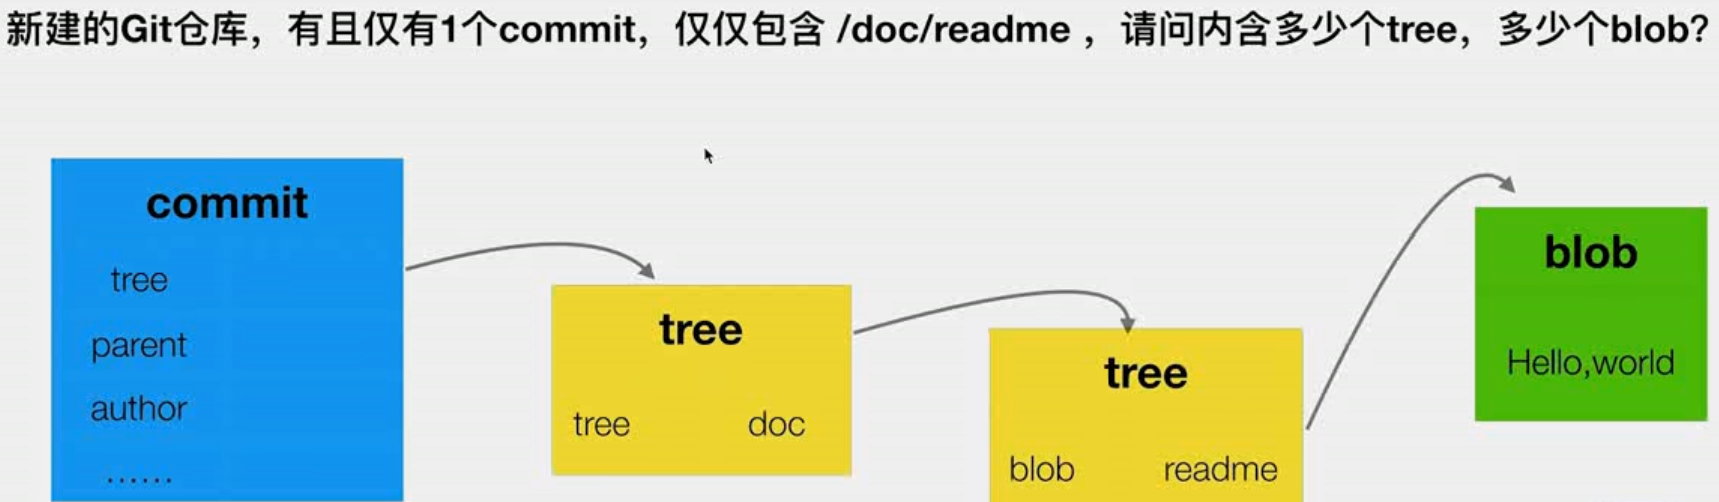 新建的Git仓库，有且仅有1个commit，仅仅包含 /doc/readme ，请问内含多少个tree，多少个blob？
commit
tree
parent
author
......
tree
tree doc
tree
blob readme
blob
Hello,world